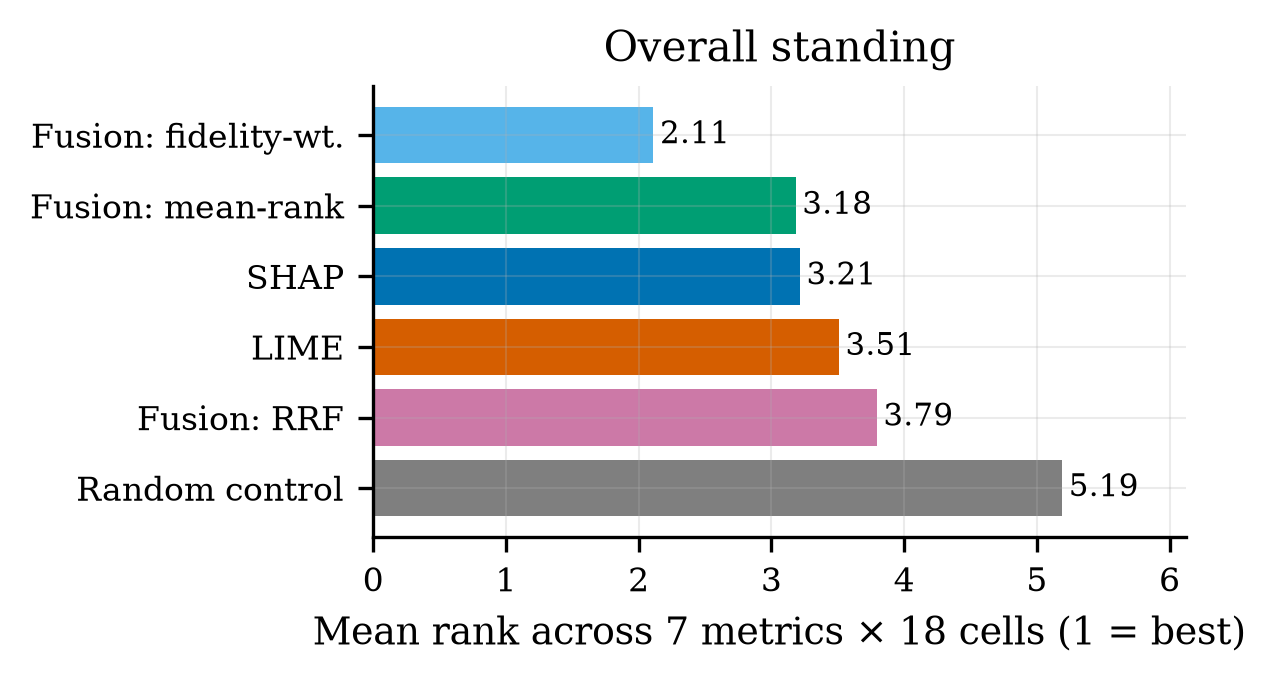 Overall standing
Fusion: fidelity-wt.
2.11
Fusion: mean-rank
3.18
SHAP
3.21
LIME
3.51
Fusion: RRF
3.79
Random control
5.19
0 1 2 3 4 5 6
Mean rank across 7 metrics × 18 cells (1 = best)